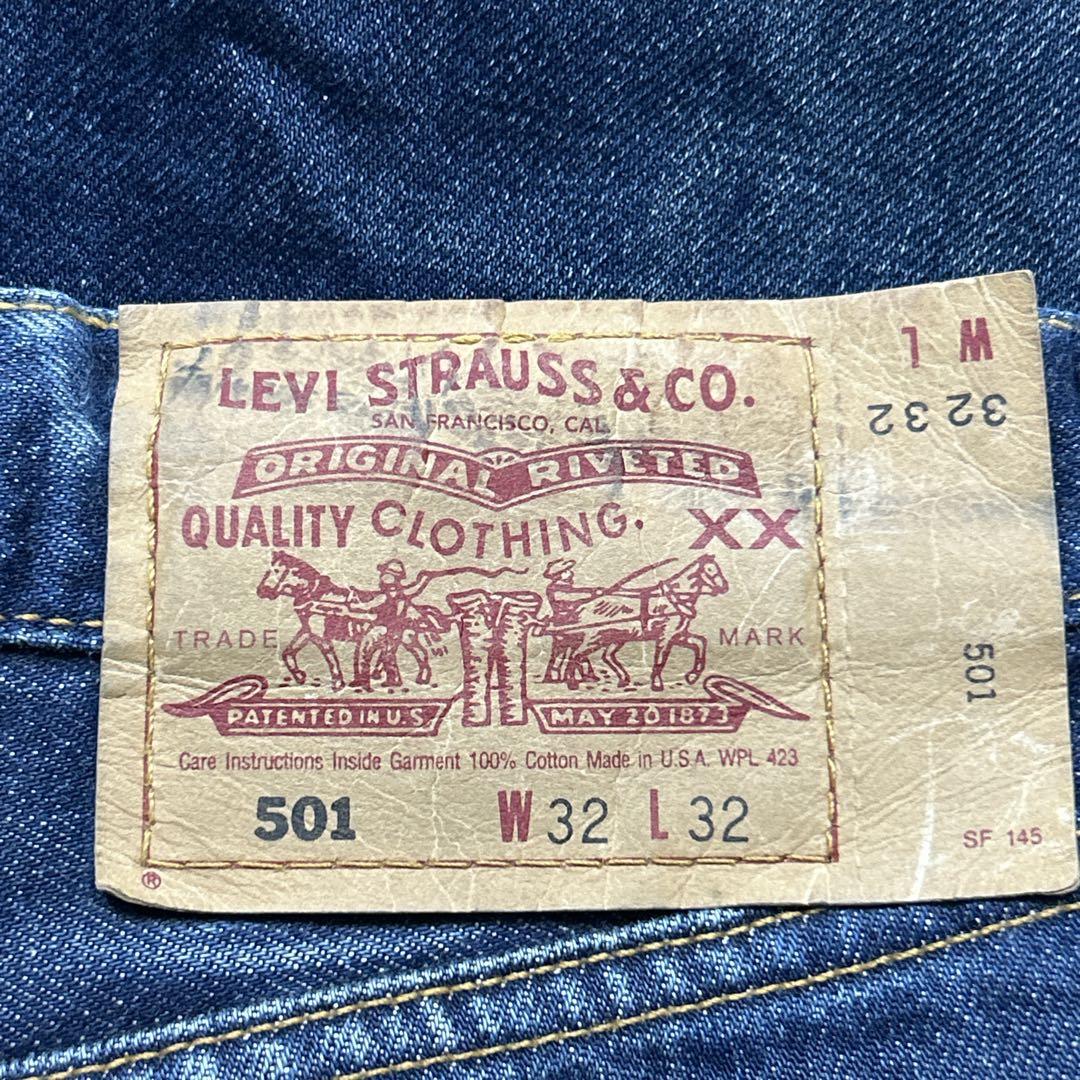 LEVI STRAUSS & CO.
SAN FRANCISCO, CAL.
ORIGINAL RIVETED
QUALITY CLOTHING. XX
TRADE MARK
PATENTED IN U.S. MAY 20 1873
Care Instructions Inside Garment 100% Cotton Made in U.S.A. WPL 423
501 W 32 L 32
®
W L
32 32
501
SF 145